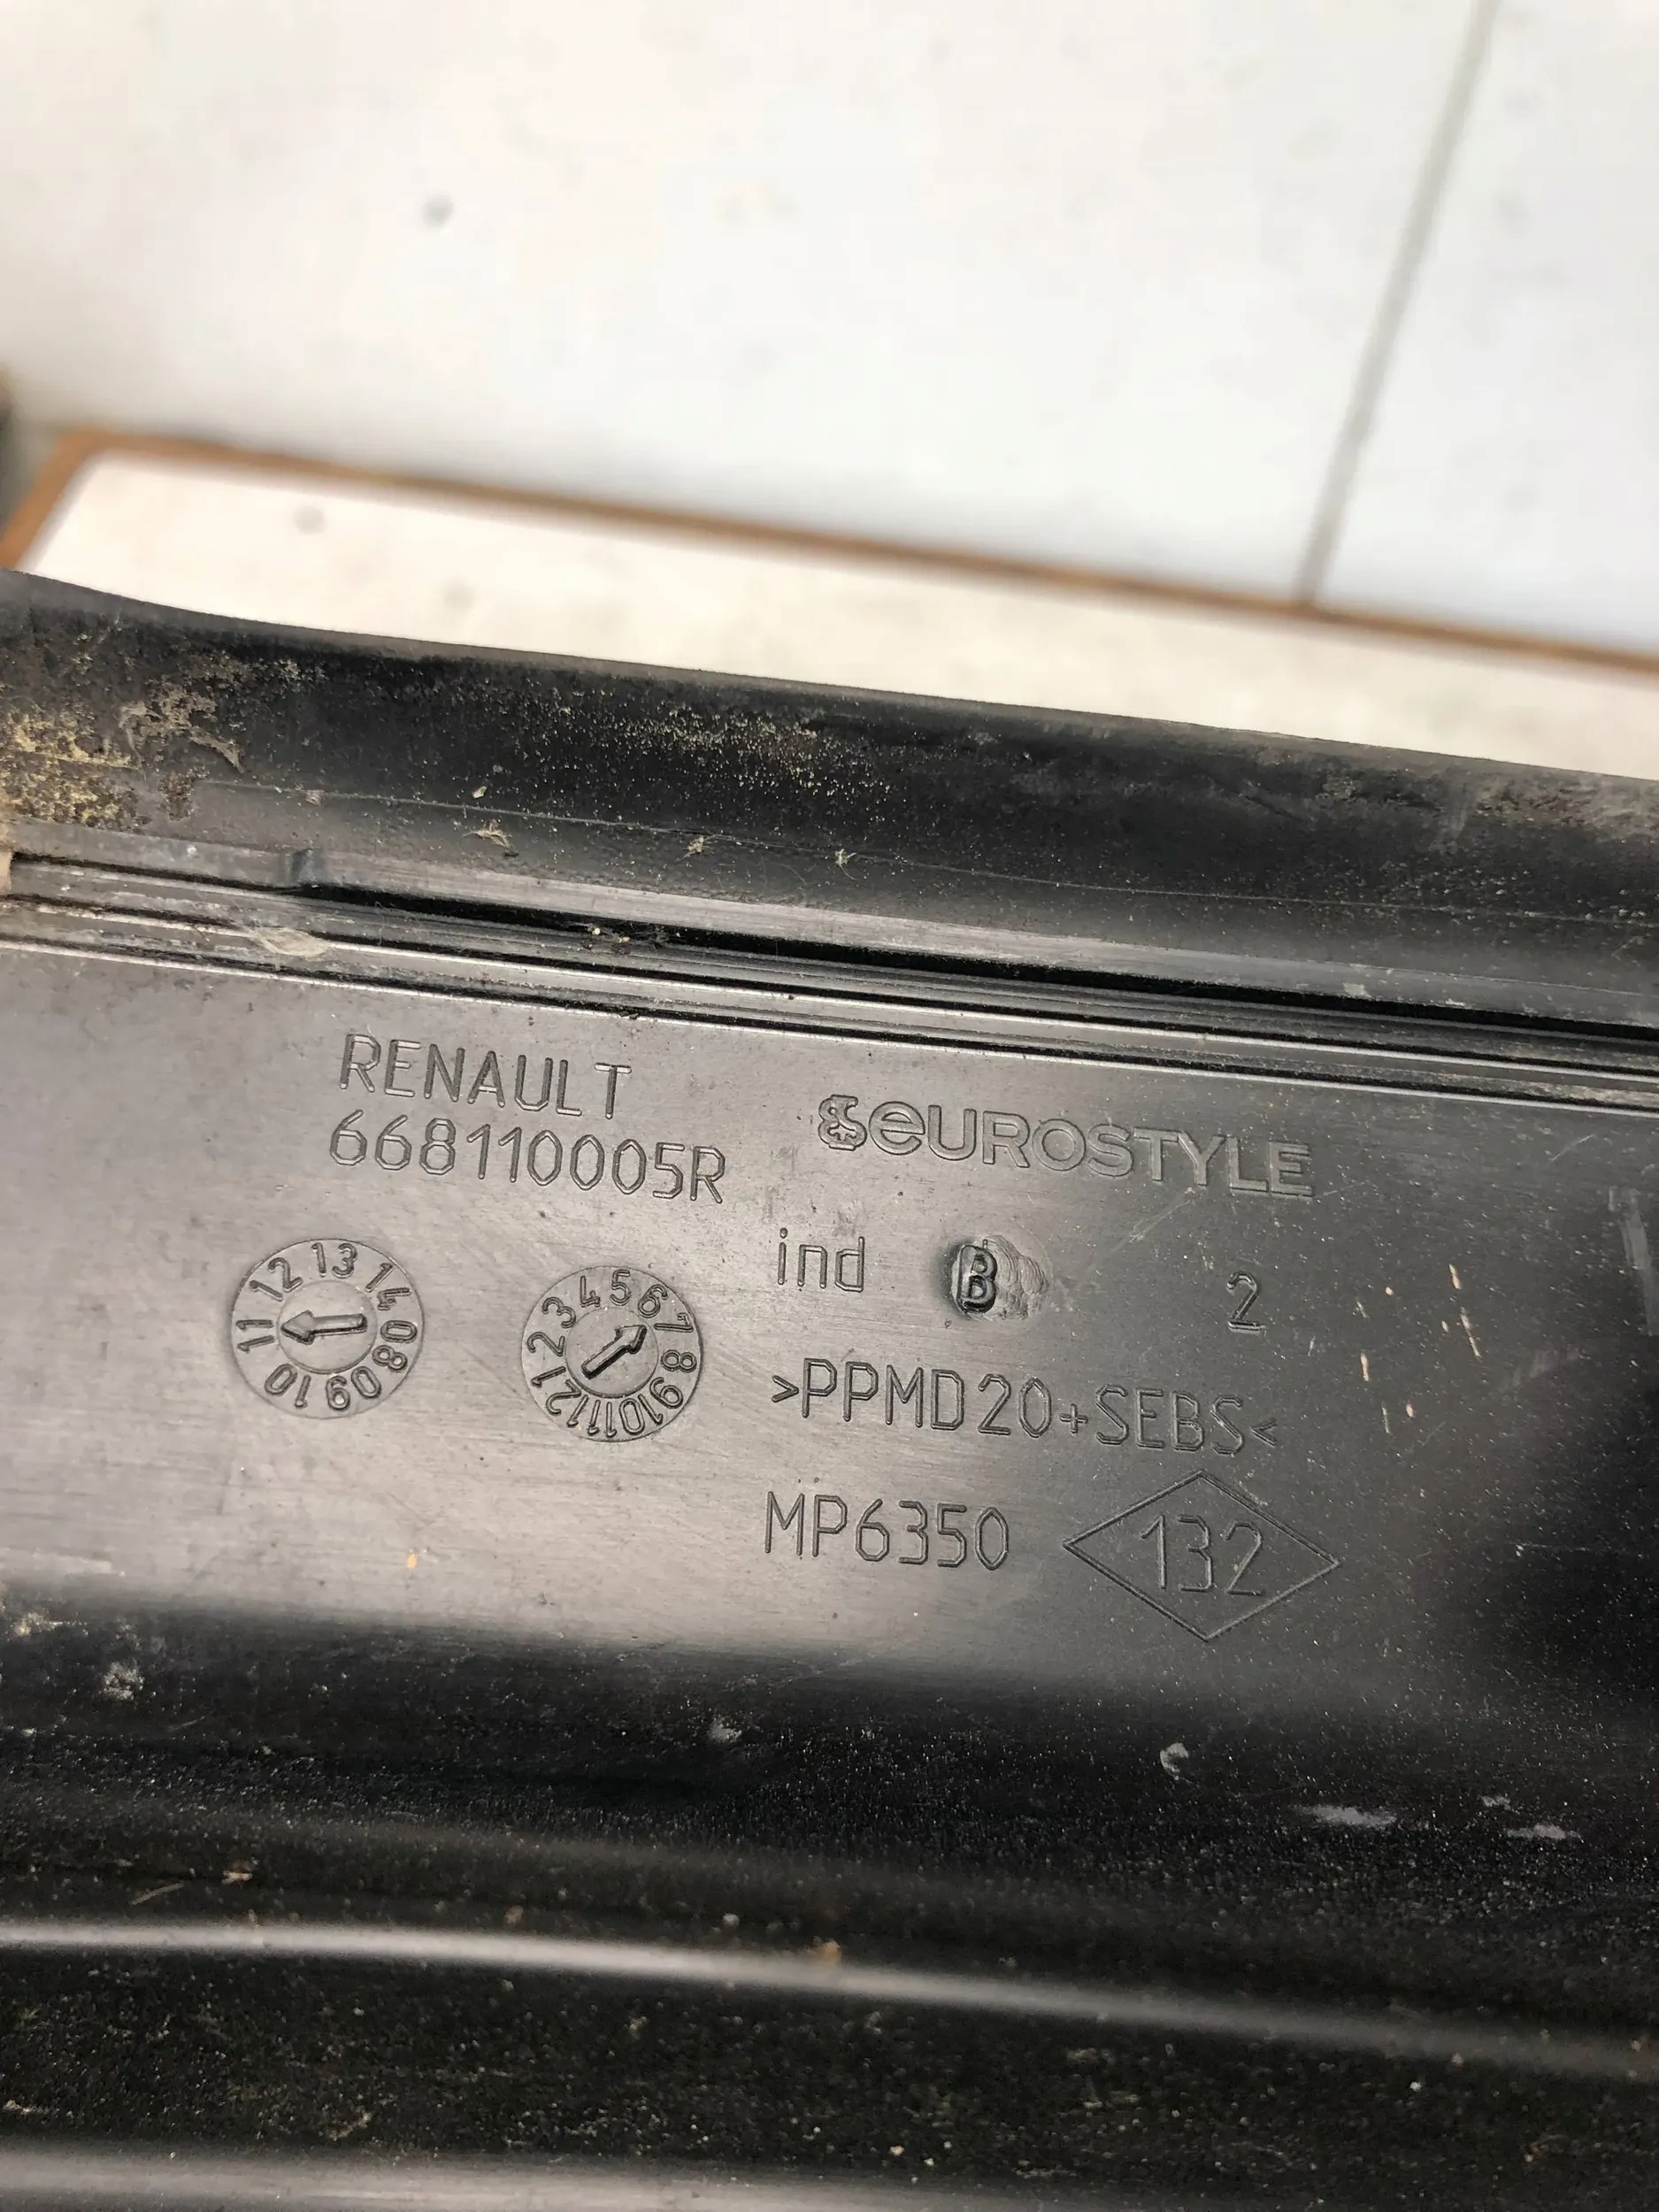 RENAULT
668110005R
EUROSTYLE
ind B 2
11 12 13 14 08 09 10
1 2 3 4 5 6 7 8 9 10 11 12
>PPMD20+SEBS<
MP6350 132